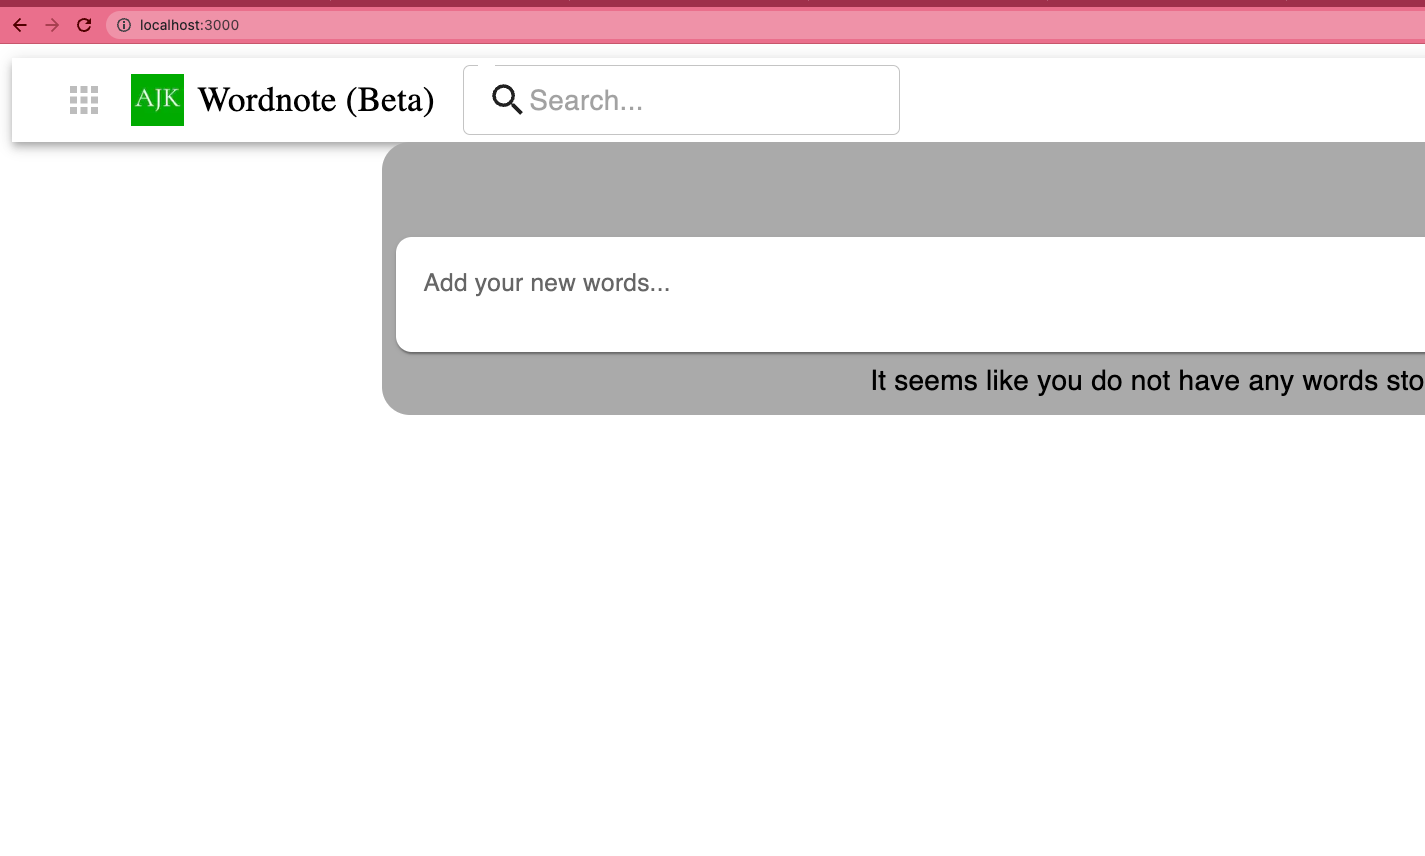 localhost:3000
AJK Wordnote (Beta) Search...
Add your new words...
It seems like you do not have any words sto